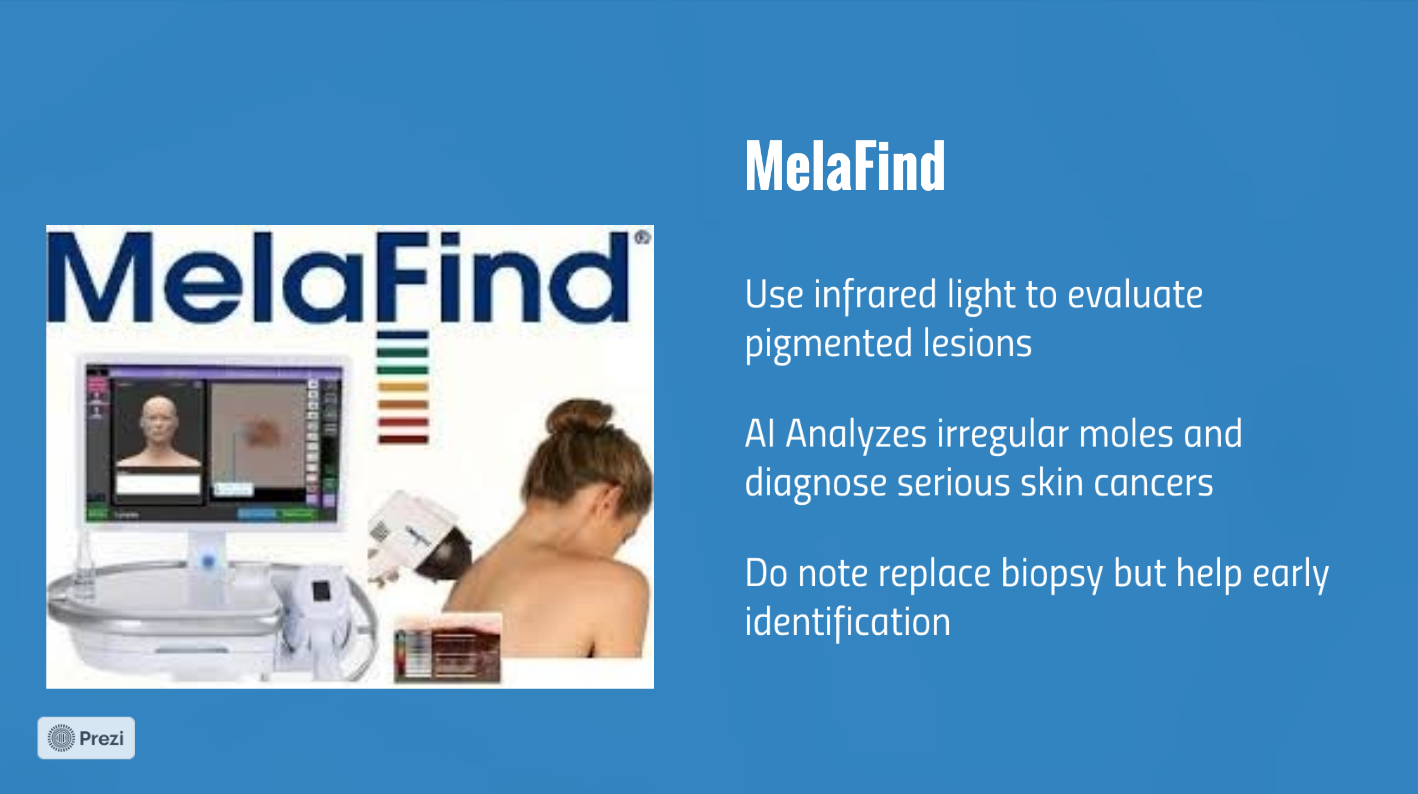 MelaFind
MelaFind®
Use infrared light to evaluate
pigmented lesions
AI Analyzes irregular moles and
diagnose serious skin cancers
Do note replace biopsy but help early
identification
Prezi